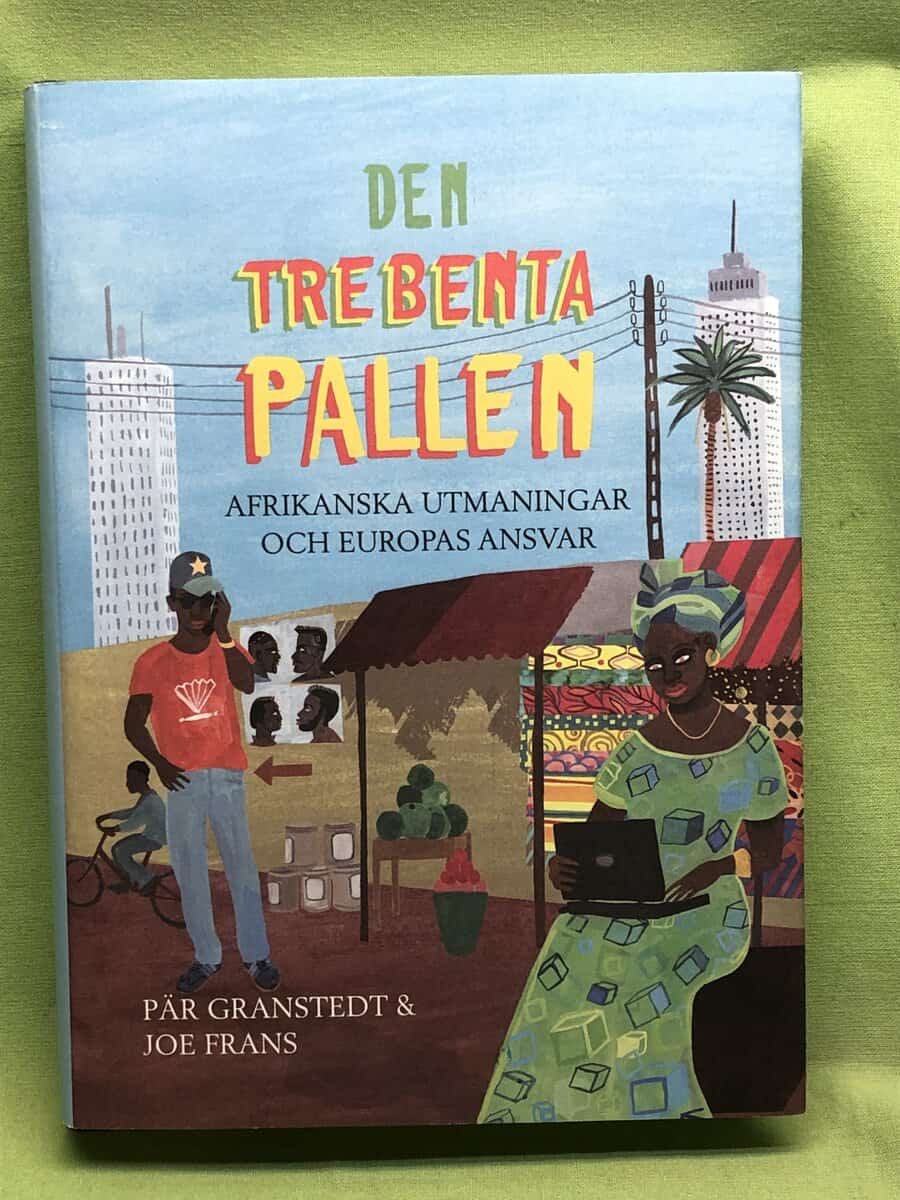 DEN
TREBENTA
PALLEN
AFRIKANSKA UTMANINGAR
OCH EUROPAS ANSVAR
PÄR GRANSTEDT &
JOE FRANS